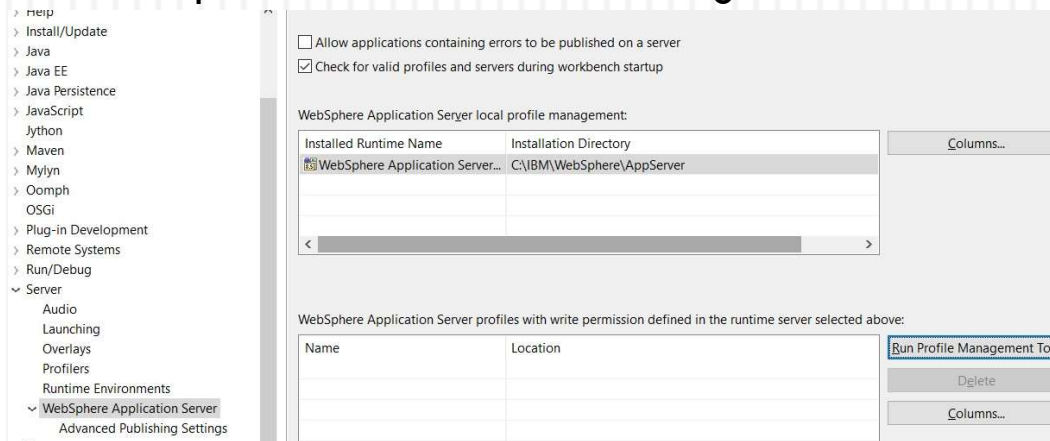 Help
Install/Update
Java
Java EE
Java Persistence
JavaScript
Jython
Maven
Mylyn
Oomph
OSGi
Plug-in Development
Remote Systems
Run/Debug
Server
Audio
Launching
Overlays
Profilers
Runtime Environments
WebSphere Application Server
Advanced Publishing Settings
Allow applications containing errors to be published on a server
Check for valid profiles and servers during workbench startup
WebSphere Application Server local profile management:
Installed Runtime Name Installation Directory
WebSphere Application Server... C:\IBM\WebSphere\AppServer
Columns...
WebSphere Application Server profiles with write permission defined in the runtime server selected above:
Name Location
Run Profile Management To
Delete
Columns...